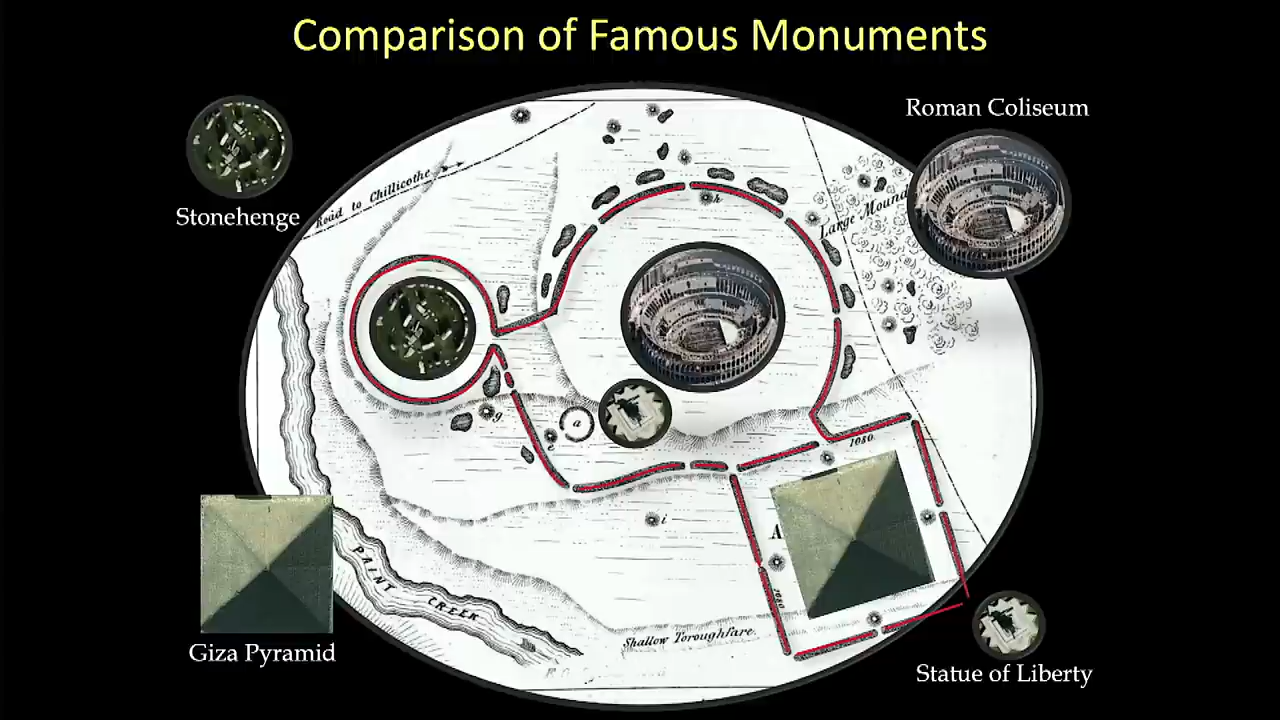 Comparison of Famous Monuments
Roman Coliseum
Stonehenge
Road to Chillicothe
h
Large Mound
g
a
e
1080
i
A
1080
PAINT CREEK
Shallow Toroughfare.
Giza Pyramid
Statue of Liberty